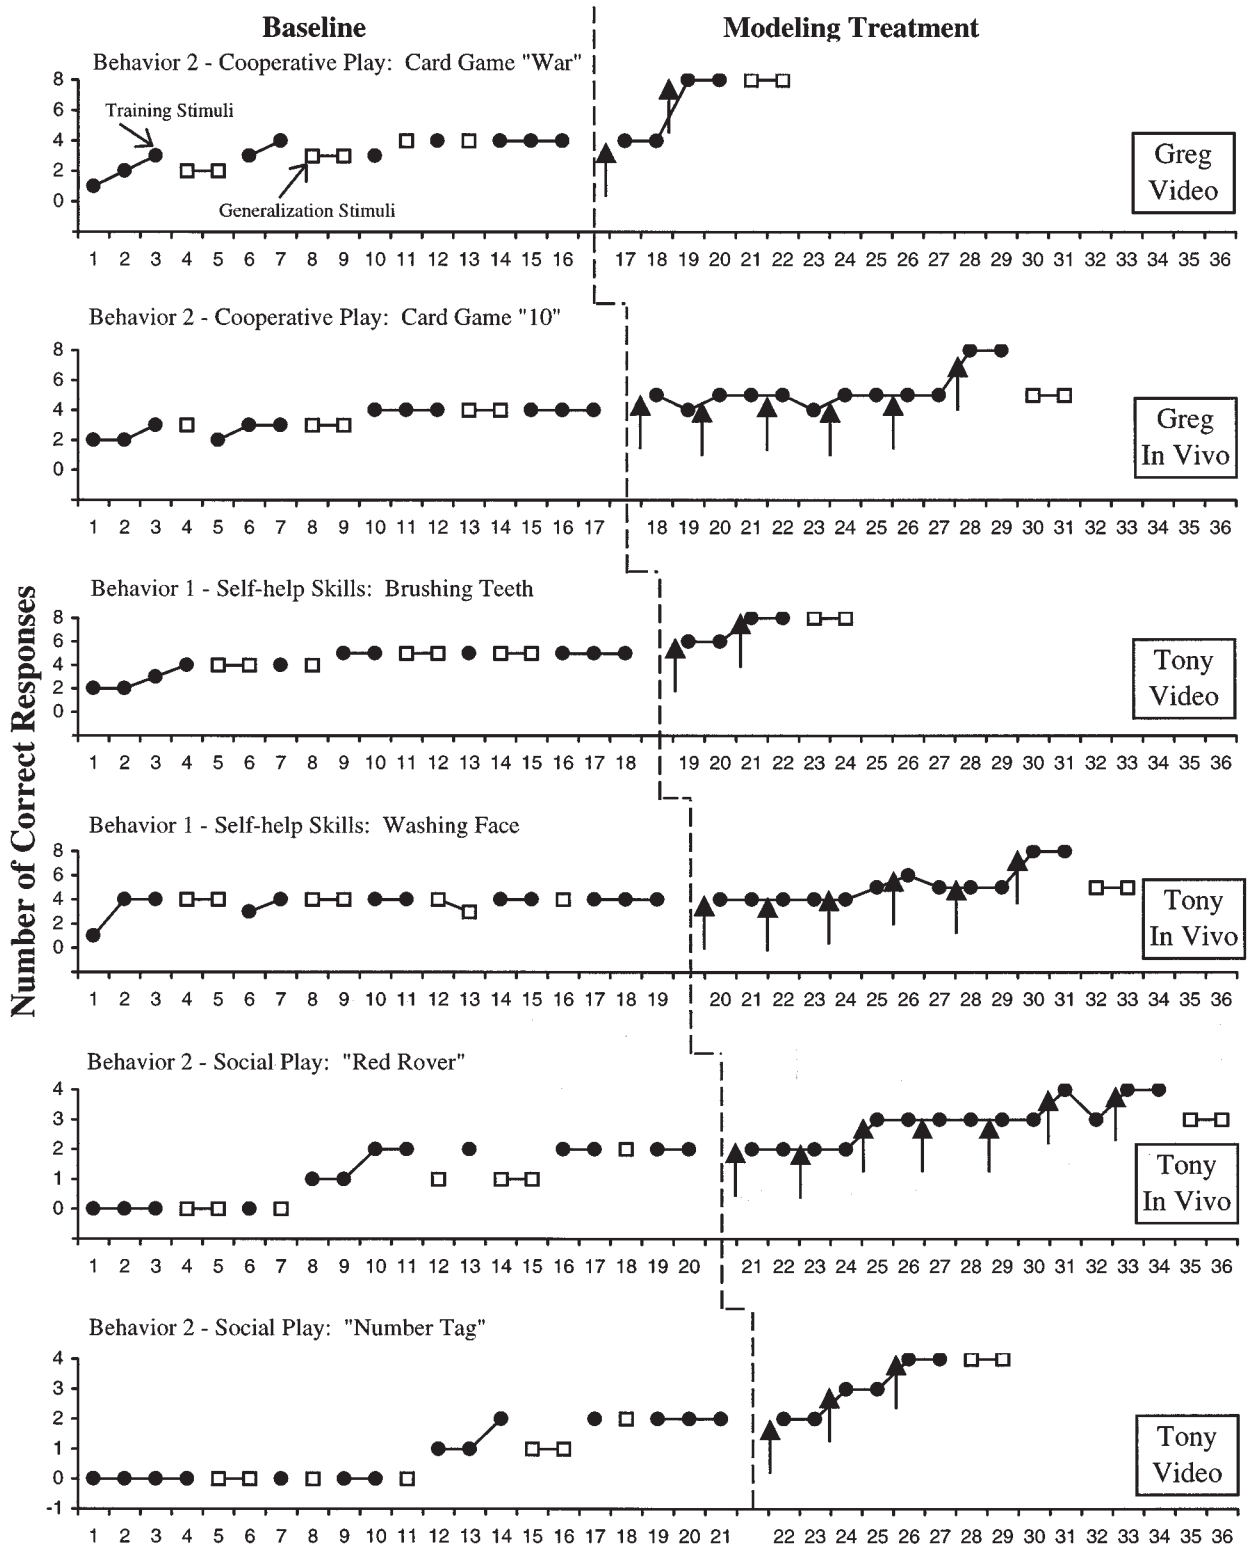 Baseline
Modeling Treatment
Behavior 2 - Cooperative Play: Card Game "War"
8
Training Stimuli
6
4
2
Generalization Stimuli
0
Greg
Video
1 2 3 4 5 6 7 8 9 10 11 12 13 14 15 16 17 18 19 20 21 22 23 24 25 26 27 28 29 30 31 32 33 34 35 36
Behavior 2 - Cooperative Play: Card Game "10"
8
6
4
2
0
Greg
In Vivo
1 2 3 4 5 6 7 8 9 10 11 12 13 14 15 16 17 18 19 20 21 22 23 24 25 26 27 28 29 30 31 32 33 34 35 36
Number of Correct Responses
Behavior 1 - Self-help Skills: Brushing Teeth
8
6
4
2
0
Tony
Video
1 2 3 4 5 6 7 8 9 10 11 12 13 14 15 16 17 18 19 20 21 22 23 24 25 26 27 28 29 30 31 32 33 34 35 36
Behavior 1 - Self-help Skills: Washing Face
8
6
4
2
0
Tony
In Vivo
1 2 3 4 5 6 7 8 9 10 11 12 13 14 15 16 17 18 19 20 21 22 23 24 25 26 27 28 29 30 31 32 33 34 35 36
Behavior 2 - Social Play: "Red Rover"
4
3
2
1
0
Tony
In Vivo
1 2 3 4 5 6 7 8 9 10 11 12 13 14 15 16 17 18 19 20 21 22 23 24 25 26 27 28 29 30 31 32 33 34 35 36
Behavior 2 - Social Play: "Number Tag"
4
3
2
1
0
-1
Tony
Video
1 2 3 4 5 6 7 8 9 10 11 12 13 14 15 16 17 18 19 20 21 22 23 24 25 26 27 28 29 30 31 32 33 34 35 36